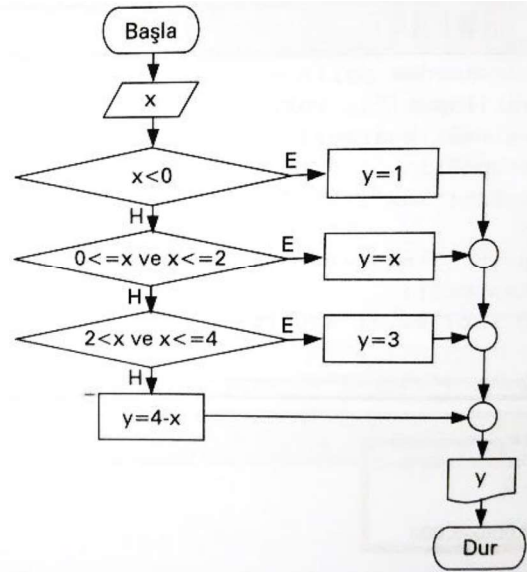 Başla
x
x<0
E
y=1
H
0<=x ve x<=2
E
y=x
H
2<x ve x<=4
E
y=3
H
y=4-x
y
Dur